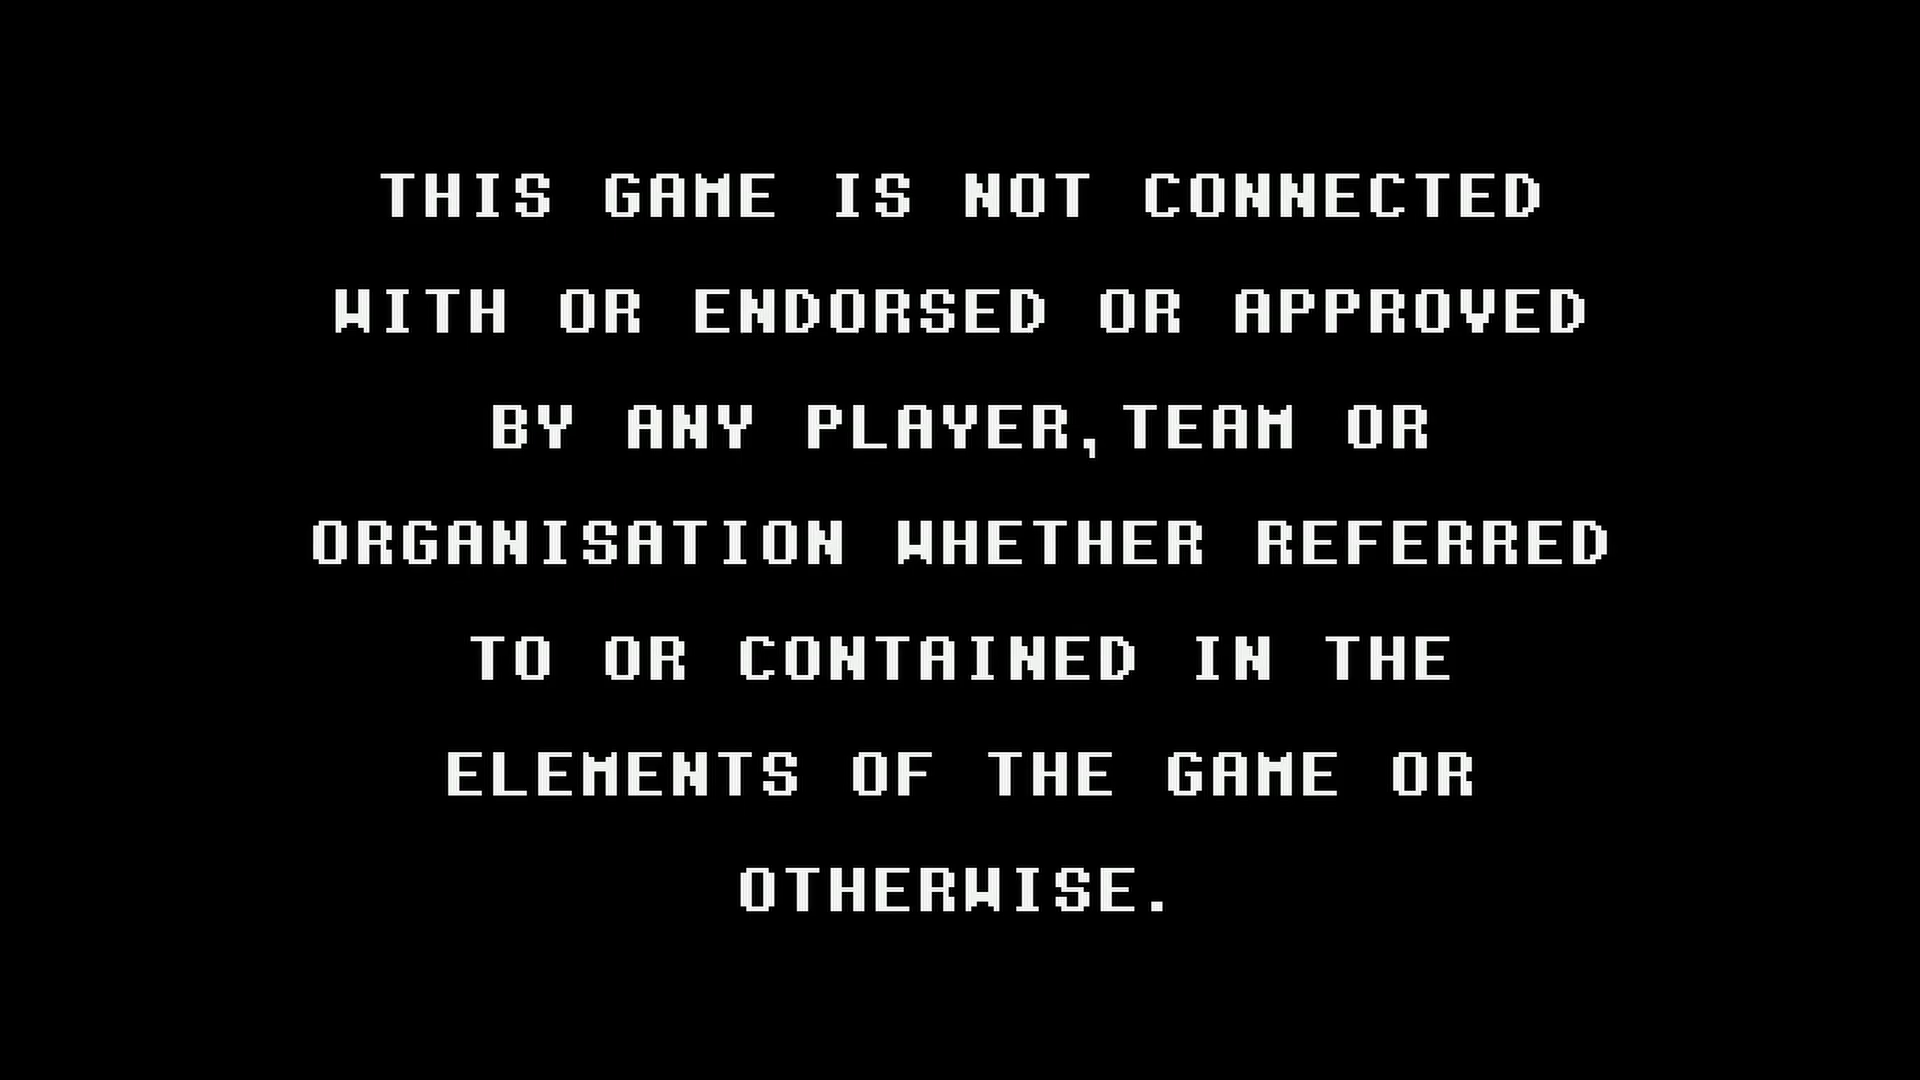 THIS GAME IS NOT CONNECTED
WITH OR ENDORSED OR APPROVED
BY ANY PLAYER,TEAM OR
ORGANISATION WHETHER REFERRED
TO OR CONTAINED IN THE
ELEMENTS OF THE GAME OR
OTHERWISE.